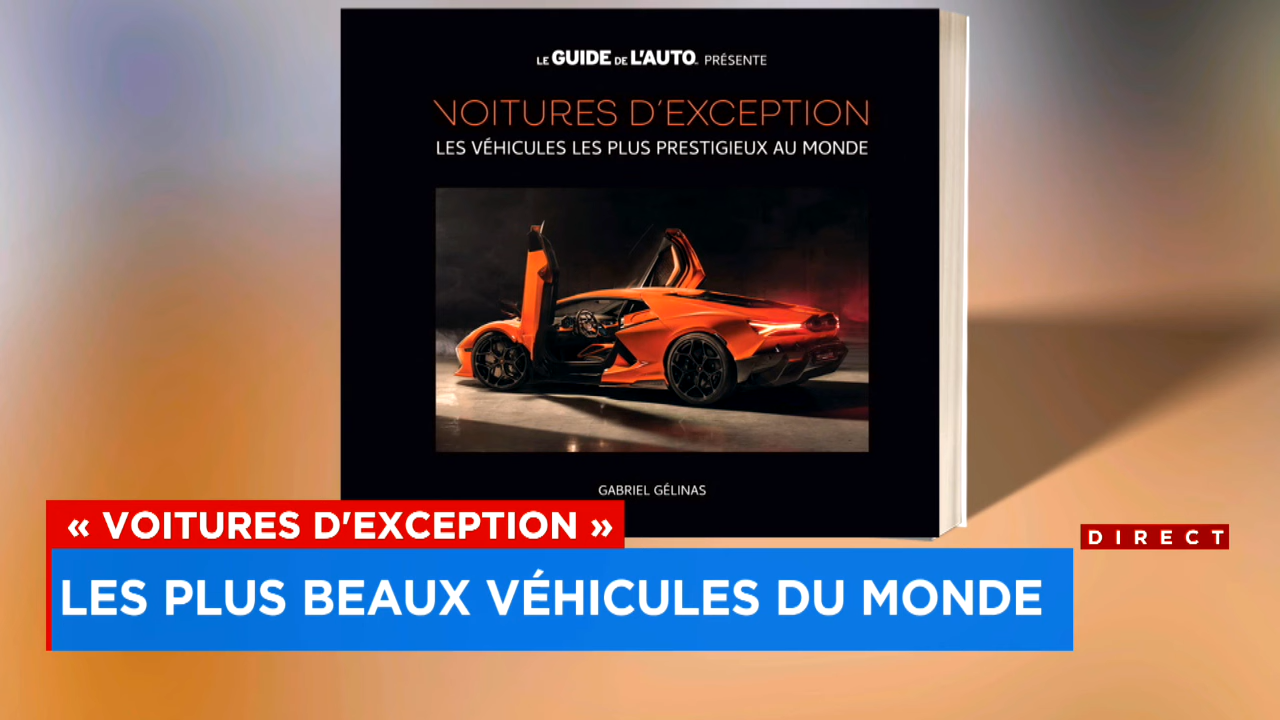 LE GUIDE DE L'AUTO PRÉSENTE
VOITURES D'EXCEPTION
LES VÉHICULES LES PLUS PRESTIGIEUX AU MONDE
GABRIEL GÉLINAS
« VOITURES D'EXCEPTION »
LES PLUS BEAUX VÉHICULES DU MONDE
DIRECT